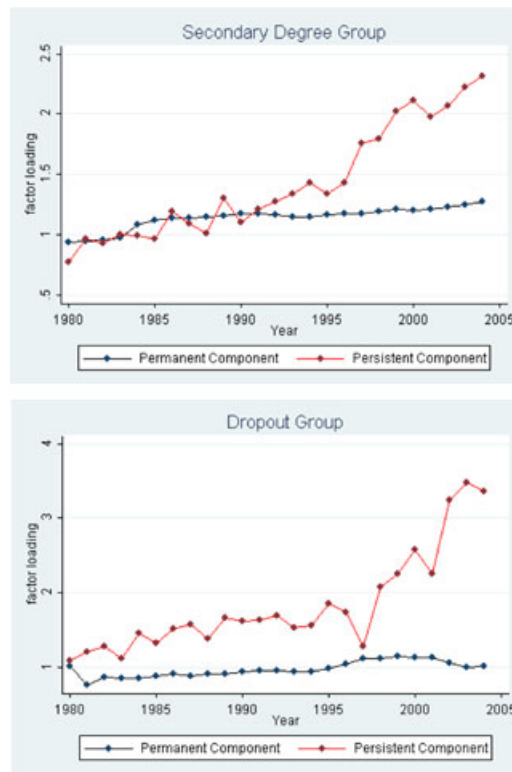 Secondary Degree Group
2.5
2
1.5
1
.5
factor loading
1980 1985 1990 1995 2000 2005
Year
Permanent Component Persistent Component
Dropout Group
4
3
2
1
factor loading
1980 1985 1990 1995 2000 2005
Year
Permanent Component Persistent Component